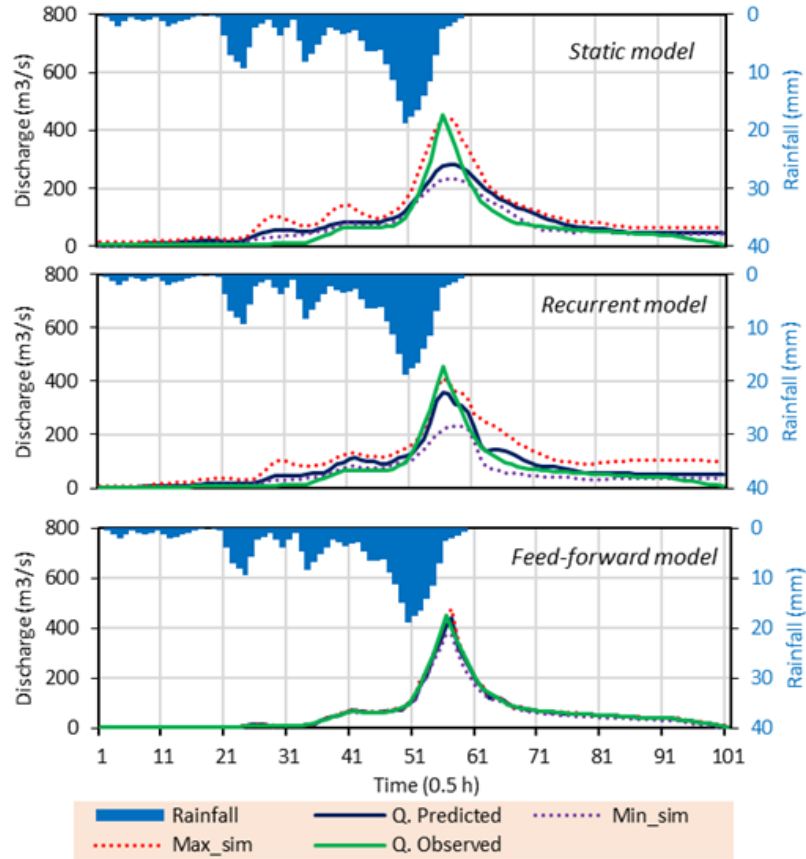 800
600
400
200
0
Discharge (m3/s)
Static model
0
10
20
30
40
Rainfall (mm)
800
600
400
200
0
Discharge (m3/s)
Recurrent model
0
10
20
30
40
Rainfall (mm)
800
600
400
200
0
Discharge (m3/s)
Feed-forward model
0
10
20
30
40
Rainfall (mm)
1 11 21 31 41 51 61 71 81 91 101
Time (0.5 h)
Rainfall Q. Predicted Min_sim
Max_sim Q. Observed